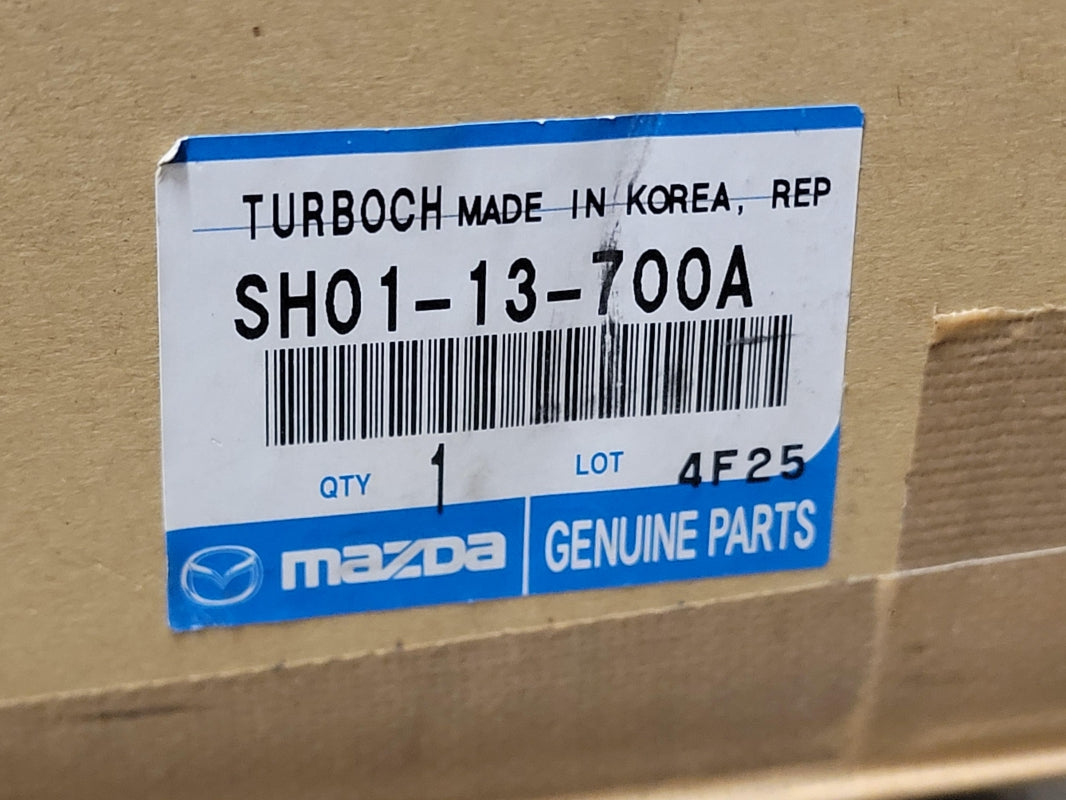 TURBOCH MADE IN KOREA, REP
SH01-13-700A
QTY 1 LOT 4F25
mazda GENUINE PARTS